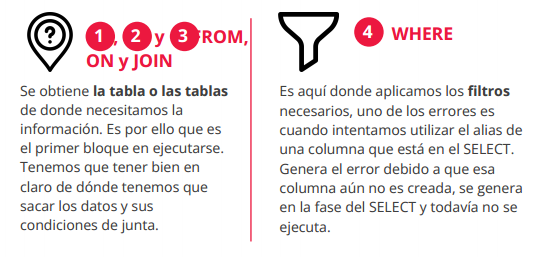 1, 2 y 3 FROM,
ON y JOIN
Se obtiene la tabla o las tablas
de donde necesitamos la
información. Es por ello que es
el primer bloque en ejecutarse.
Tenemos que tener bien en
claro de dónde tenemos que
sacar los datos y sus
condiciones de junta.
4 WHERE
Es aquí donde aplicamos los filtros
necesarios, uno de los errores es
cuando intentamos utilizar el alias de
una columna que está en el SELECT.
Genera el error debido a que esa
columna aún no es creada, se genera
en la fase del SELECT y todavía no se
ejecuta.